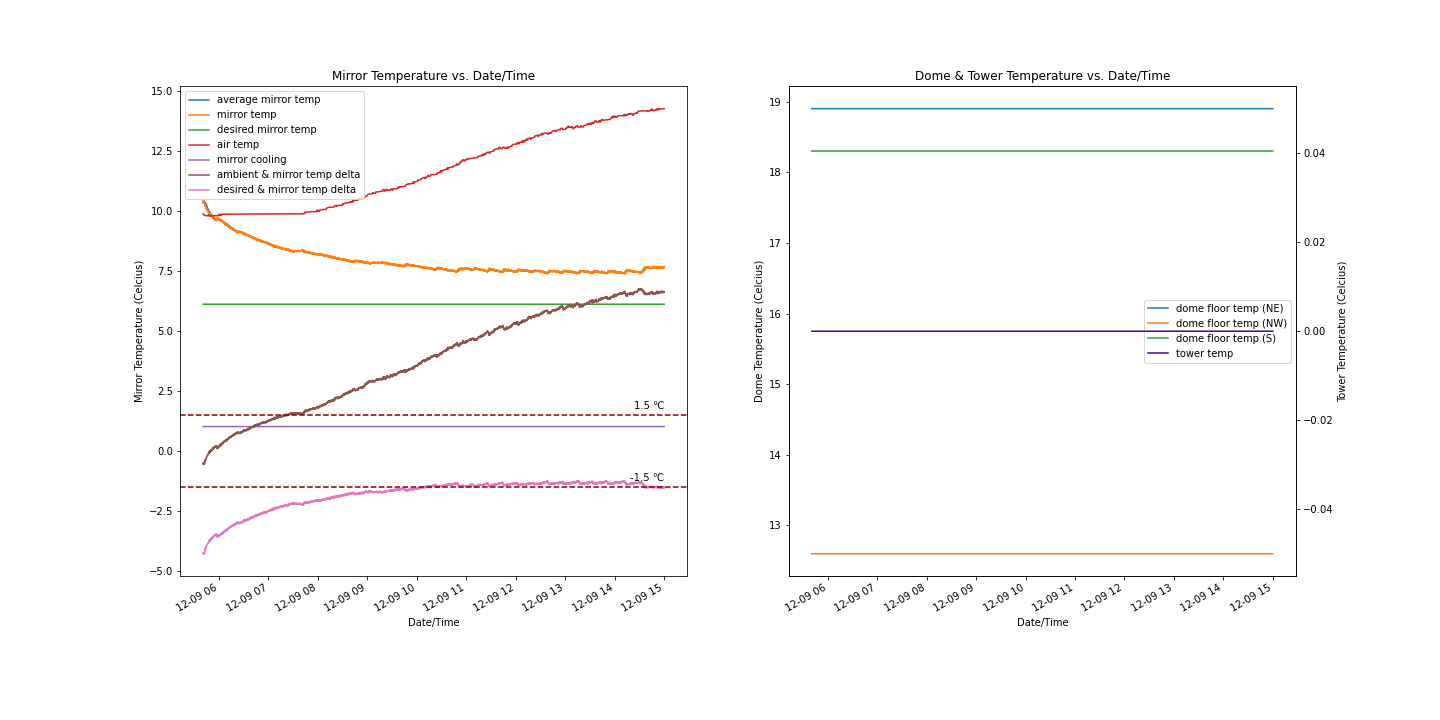 Mirror Temperature vs. Date/Time
Mirror Temperature (Celcius)
15.0
12.5
10.0
7.5
5.0
2.5
0.0
−2.5
−5.0
average mirror temp
mirror temp
desired mirror temp
air temp
mirror cooling
ambient & mirror temp delta
desired & mirror temp delta
1.5 °C
-1.5 °C
12-09 06
12-09 07
12-09 08
12-09 09
12-09 10
12-09 11
12-09 12
12-09 13
12-09 14
12-09 15
Date/Time
Dome & Tower Temperature vs. Date/Time
Dome Temperature (Celcius)
19
18
17
16
15
14
13
dome floor temp (NE)
dome floor temp (NW)
dome floor temp (S)
tower temp
0.04
0.02
0.00
−0.02
−0.04
Tower Temperature (Celcius)
12-09 06
12-09 07
12-09 08
12-09 09
12-09 10
12-09 11
12-09 12
12-09 13
12-09 14
12-09 15
Date/Time